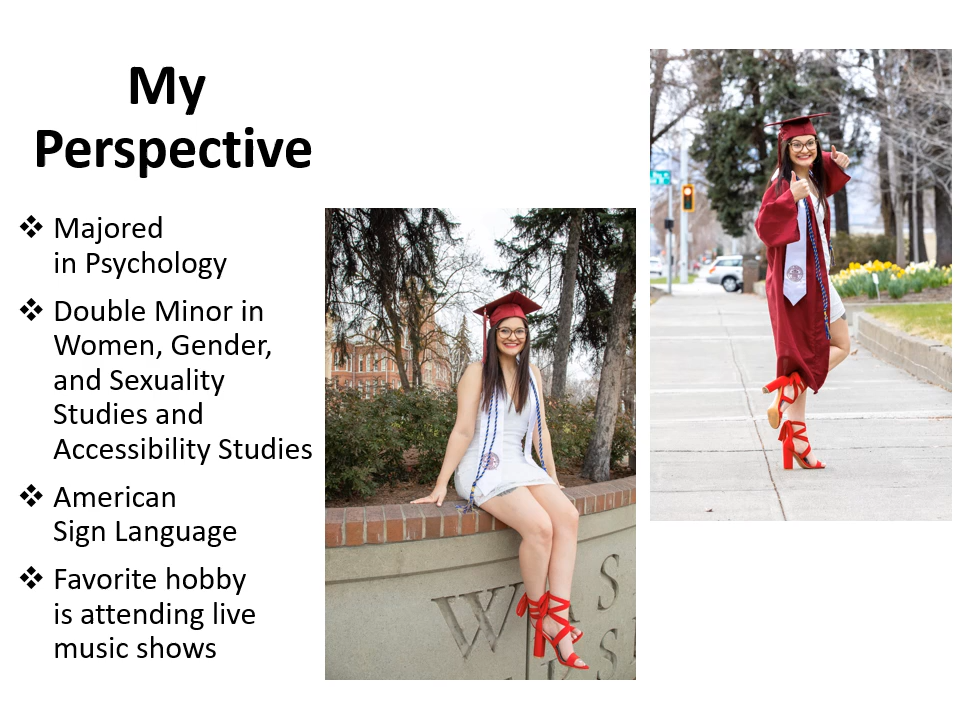 My
Perspective
Majored
in Psychology
Double Minor in
Women, Gender,
and Sexuality
Studies and
Accessibility Studies
American
Sign Language
Favorite hobby
is attending live
music shows
W S